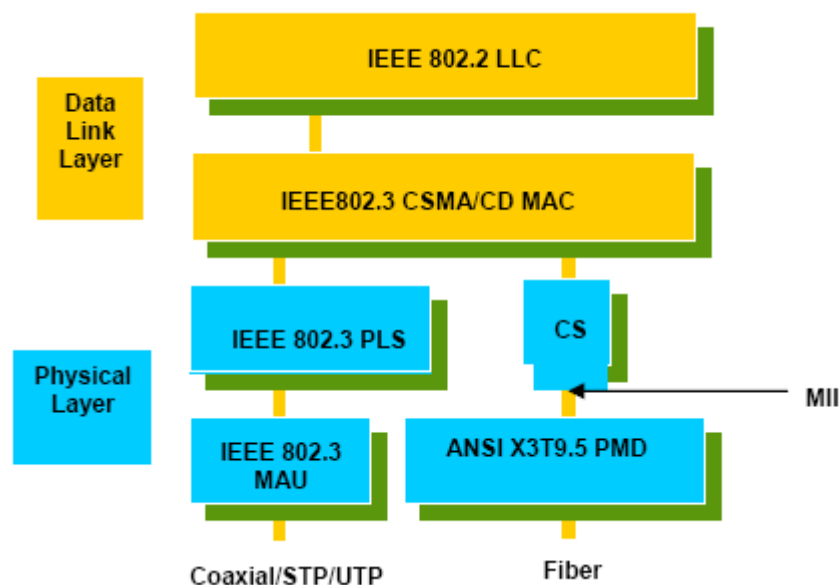 IEEE 802.2 LLC
Data
Link
Layer
IEEE802.3 CSMA/CD MAC
IEEE 802.3 PLS
CS
Physical
Layer
MII
IEEE 802.3
MAU
ANSI X3T9.5 PMD
Coaxial/STP/UTP
Fiber